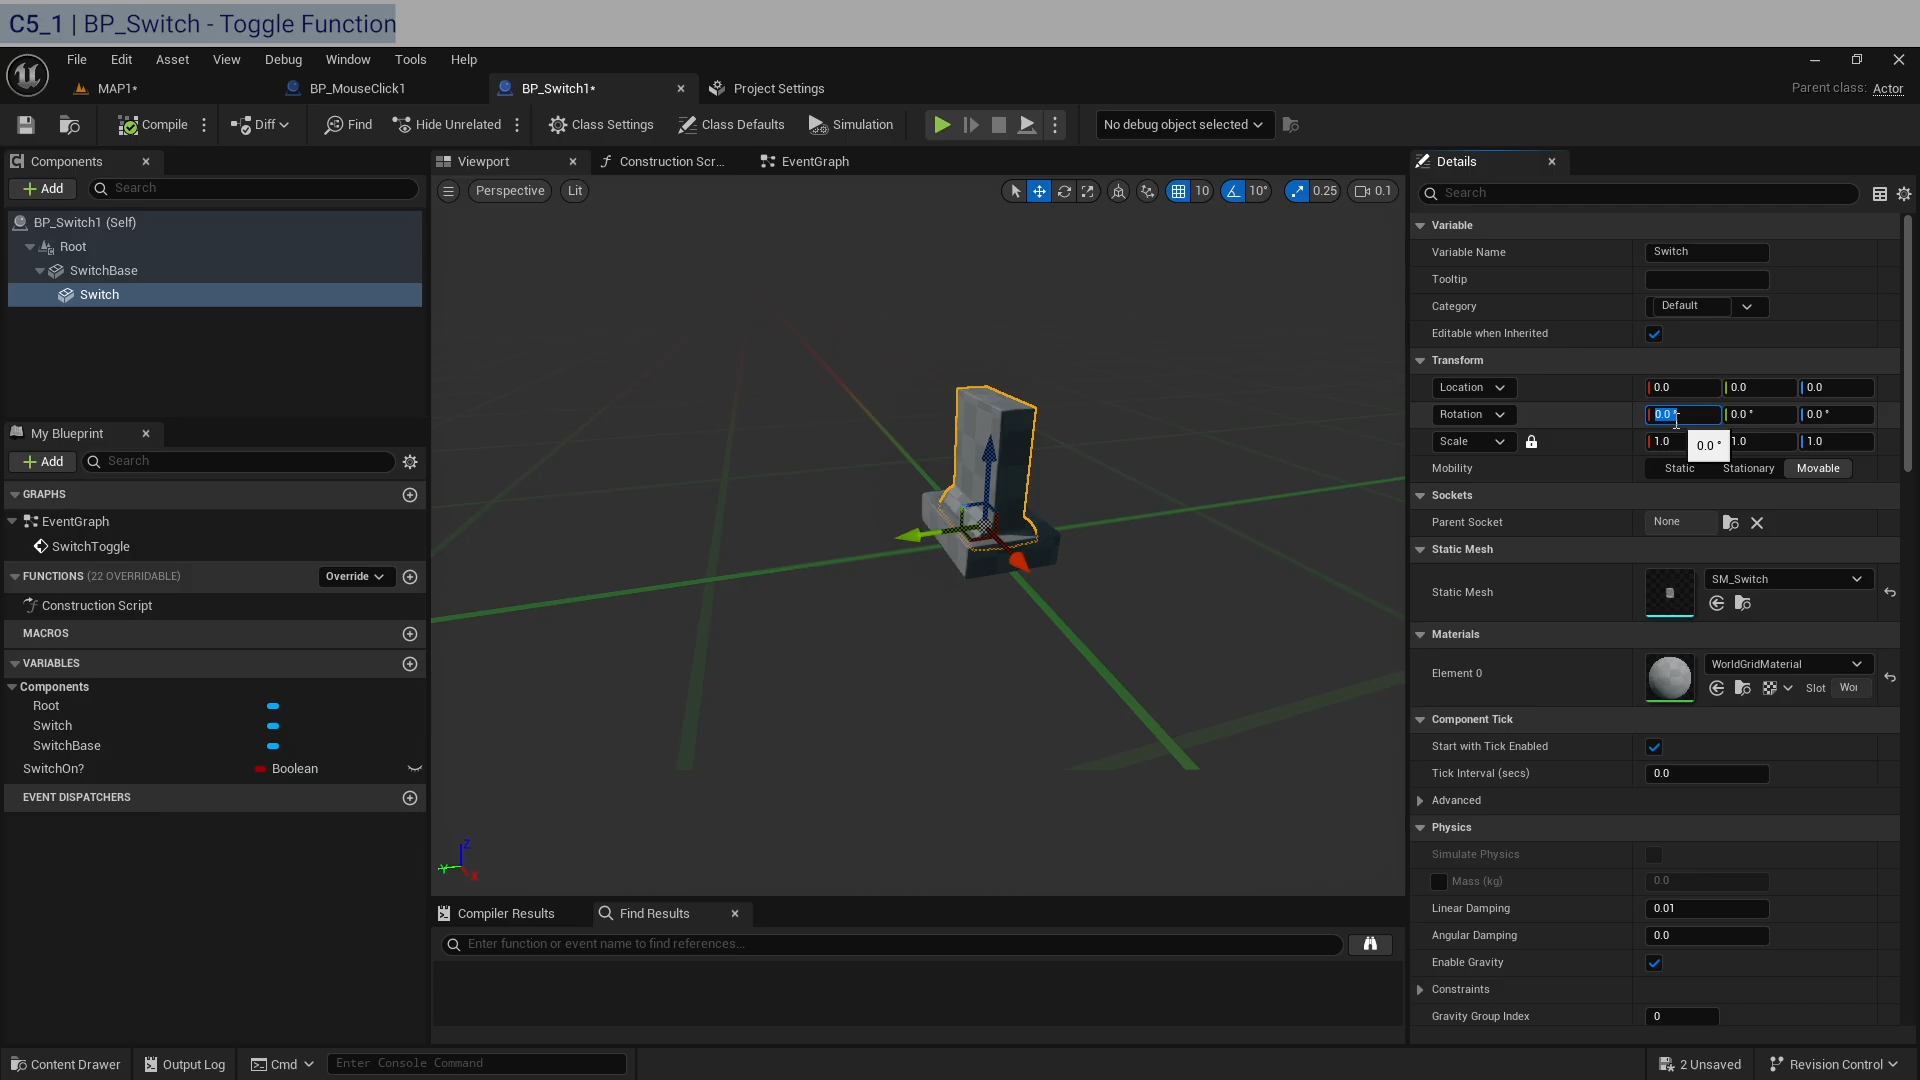 C5_1 | BP_Switch - Toggle Function
File Edit Asset View Debug Window Tools Help
MAP1* BP_MouseClick1 BP_Switch1* Project Settings Parent class: Actor
Compile Diff Find Hide Unrelated Class Settings Class Defaults Simulation No debug object selected
Components
Add Search
BP_Switch1 (Self)
Root
SwitchBase
Switch
My Blueprint
Add Search
GRAPHS
EventGraph
SwitchToggle
FUNCTIONS (22 OVERRIDABLE) Override
Construction Script
MACROS
VARIABLES
Components
Root
Switch
SwitchBase
SwitchOn? Boolean
EVENT DISPATCHERS
Viewport Construction Scr... EventGraph
Perspective Lit 10 10° 0.25 0.1
Z
Y
X
Compiler Results Find Results
Enter function or event name to find references...
Details
Search
Variable
Variable Name Switch
Tooltip
Category Default
Editable when Inherited
Transform
Location 0.0 0.0 0.0
Rotation 0.0 ° 0.0 ° 0.0 °
Scale 1.0 1.0 1.0
0.0 °
Mobility Static Stationary Movable
Sockets
Parent Socket None
Static Mesh
Static Mesh SM_Switch
Materials
Element 0 WorldGridMaterial
Slot Wor
Component Tick
Start with Tick Enabled
Tick Interval (secs) 0.0
Advanced
Physics
Simulate Physics
Mass (kg) 0.0
Linear Damping 0.01
Angular Damping 0.0
Enable Gravity
Constraints
Gravity Group Index 0
Content Drawer Output Log Cmd Enter Console Command 2 Unsaved Revision Control